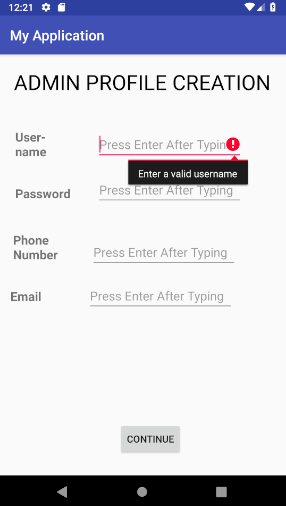 12:21
My Application
ADMIN PROFILE CREATION
User-
name
Press Enter After Typin
Enter a valid username
Password
Press Enter After Typing
Phone
Number
Press Enter After Typing
Email
Press Enter After Typing
CONTINUE